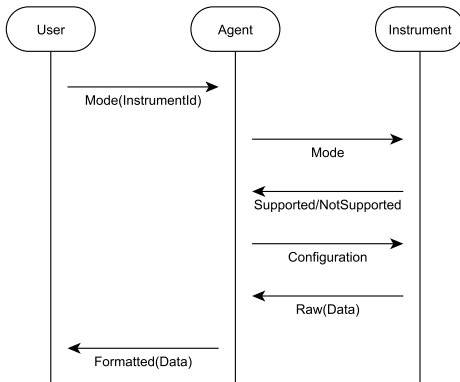 User
Agent
Instrument
Mode(InstrumentId)
Mode
Supported/NotSupported
Configuration
Raw(Data)
Formatted(Data)